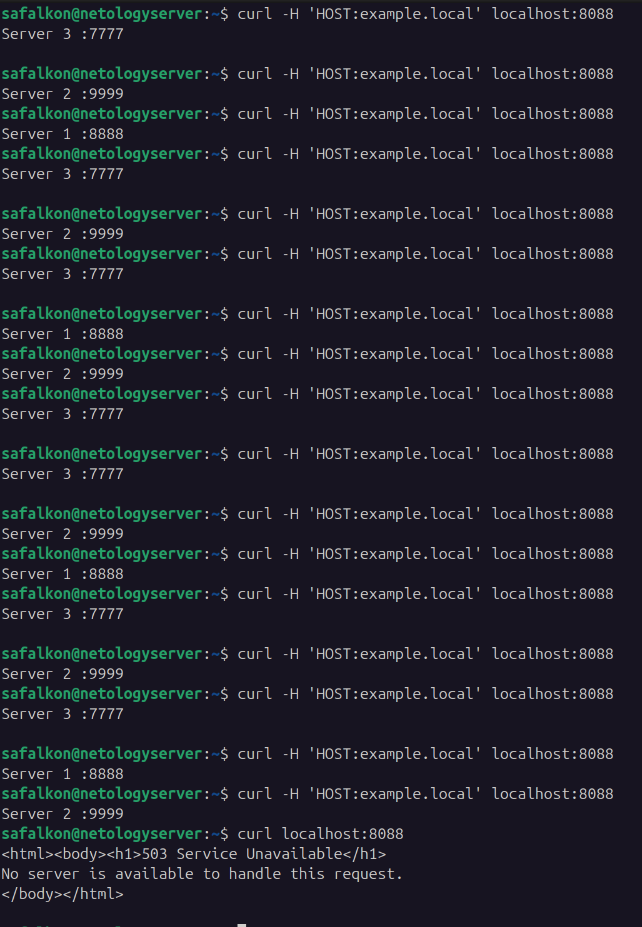 safalkon@netologyserver:~$ curl -H 'HOST:example.local' localhost:8088
Server 3 :7777
safalkon@netologyserver:~$ curl -H 'HOST:example.local' localhost:8088
Server 2 :9999
safalkon@netologyserver:~$ curl -H 'HOST:example.local' localhost:8088
Server 1 :8888
safalkon@netologyserver:~$ curl -H 'HOST:example.local' localhost:8088
Server 3 :7777
safalkon@netologyserver:~$ curl -H 'HOST:example.local' localhost:8088
Server 2 :9999
safalkon@netologyserver:~$ curl -H 'HOST:example.local' localhost:8088
Server 3 :7777
safalkon@netologyserver:~$ curl -H 'HOST:example.local' localhost:8088
Server 1 :8888
safalkon@netologyserver:~$ curl -H 'HOST:example.local' localhost:8088
Server 2 :9999
safalkon@netologyserver:~$ curl -H 'HOST:example.local' localhost:8088
Server 3 :7777
safalkon@netologyserver:~$ curl -H 'HOST:example.local' localhost:8088
Server 3 :7777
safalkon@netologyserver:~$ curl -H 'HOST:example.local' localhost:8088
Server 2 :9999
safalkon@netologyserver:~$ curl -H 'HOST:example.local' localhost:8088
Server 1 :8888
safalkon@netologyserver:~$ curl -H 'HOST:example.local' localhost:8088
Server 3 :7777
safalkon@netologyserver:~$ curl -H 'HOST:example.local' localhost:8088
Server 2 :9999
safalkon@netologyserver:~$ curl -H 'HOST:example.local' localhost:8088
Server 3 :7777
safalkon@netologyserver:~$ curl -H 'HOST:example.local' localhost:8088
Server 1 :8888
safalkon@netologyserver:~$ curl -H 'HOST:example.local' localhost:8088
Server 2 :9999
safalkon@netologyserver:~$ curl localhost:8088
<html><body><h1>503 Service Unavailable</h1>
No server is available to handle this request.
</body></html>